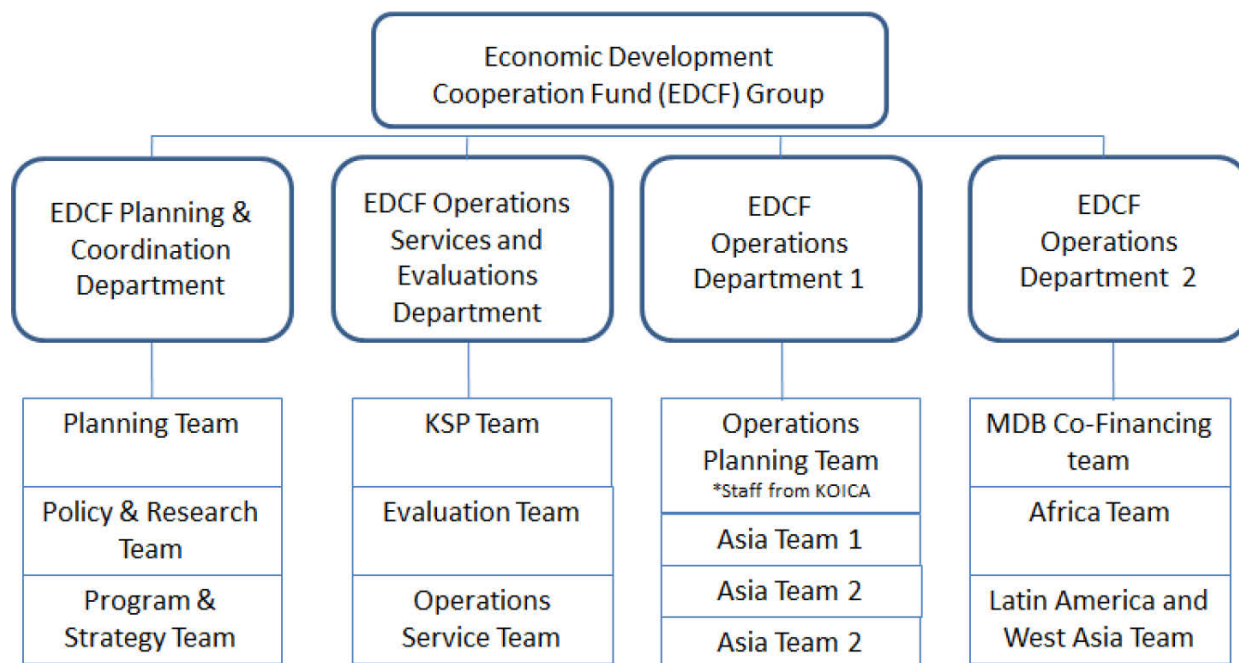 Economic Development
Cooperation Fund (EDCF) Group
EDCF Planning &
Coordination
Department
EDCF Operations
Services and
Evaluations
Department
EDCF
Operations
Department 1
EDCF
Operations
Department 2
Planning Team
Policy & Research
Team
Program &
Strategy Team
KSP Team
Evaluation Team
Operations
Service Team
Operations
Planning Team
*Staff from KOICA
Asia Team 1
Asia Team 2
Asia Team 2
MDB Co-Financing
team
Africa Team
Latin America and
West Asia Team